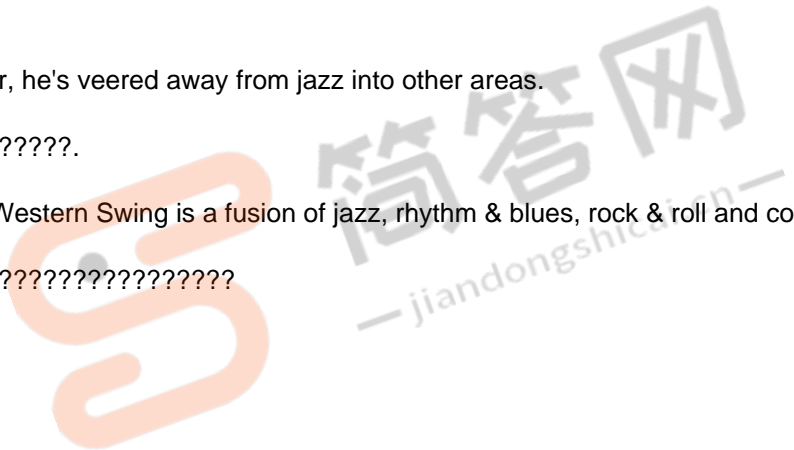 r, he's veered away from jazz into other areas.
?????.
Western Swing is a fusion of jazz, rhythm & blues, rock & roll and co
????????????????
简答网
jiandongshicai.cn